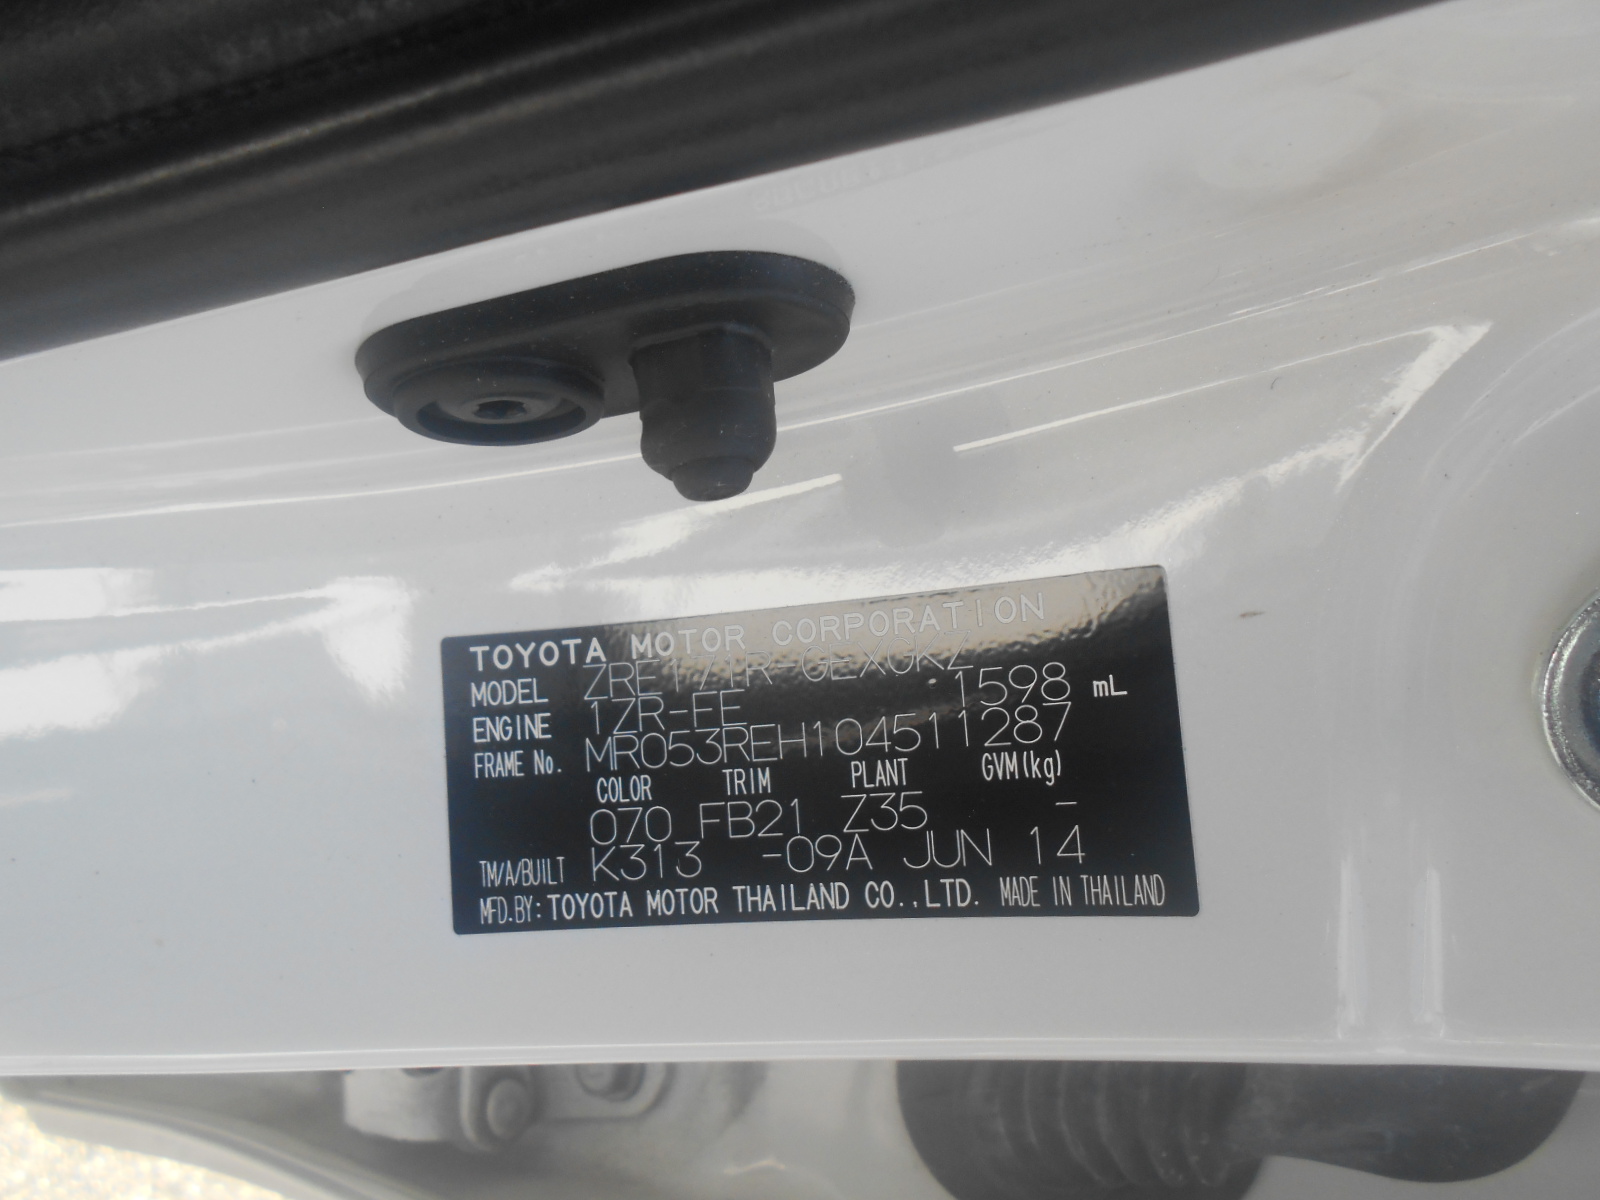 TOYOTA MOTOR CORPORATION
MODEL ZRE171R-GEXGKZ
ENGINE 1ZR-FE 1598 mL
FRAME No. MR053REH104511287
COLOR TRIM PLANT GVM(kg)
070 FB21 Z35 -
TM/A/BUILT K313 -09A JUN 14
MFD.BY: TOYOTA MOTOR THAILAND CO.,LTD. MADE IN THAILAND